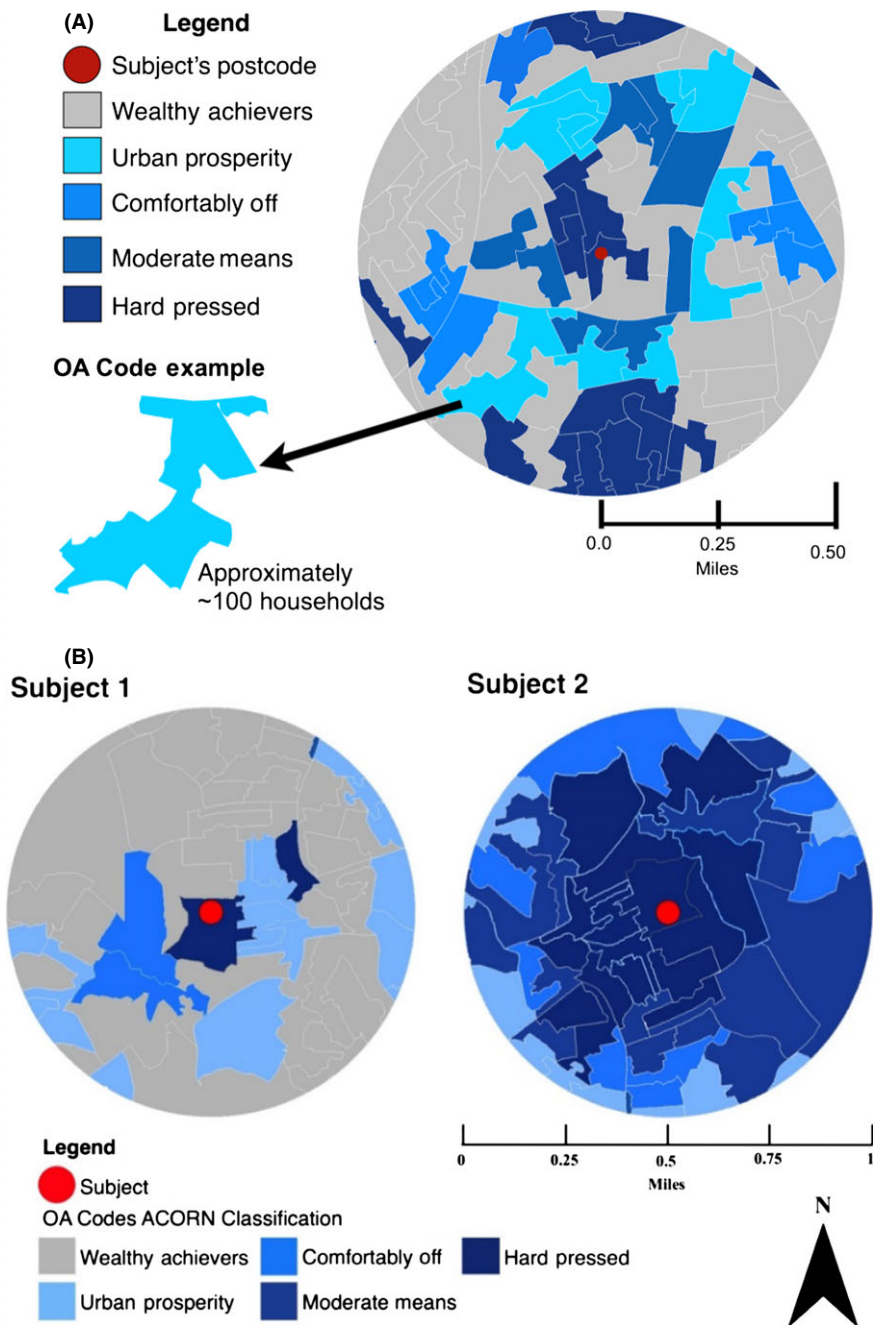 (A)
Legend
Subject's postcode
Wealthy achievers
Urban prosperity
Comfortably off
Moderate means
Hard pressed
OA Code example
Approximately
~100 households
0.0
0.25
0.50
Miles
(B)
Subject 1
Subject 2
0
0.25
0.5
0.75
1
Miles
Legend
Subject
OA Codes ACORN Classification
Wealthy achievers
Comfortably off
Hard pressed
Urban prosperity
Moderate means
N